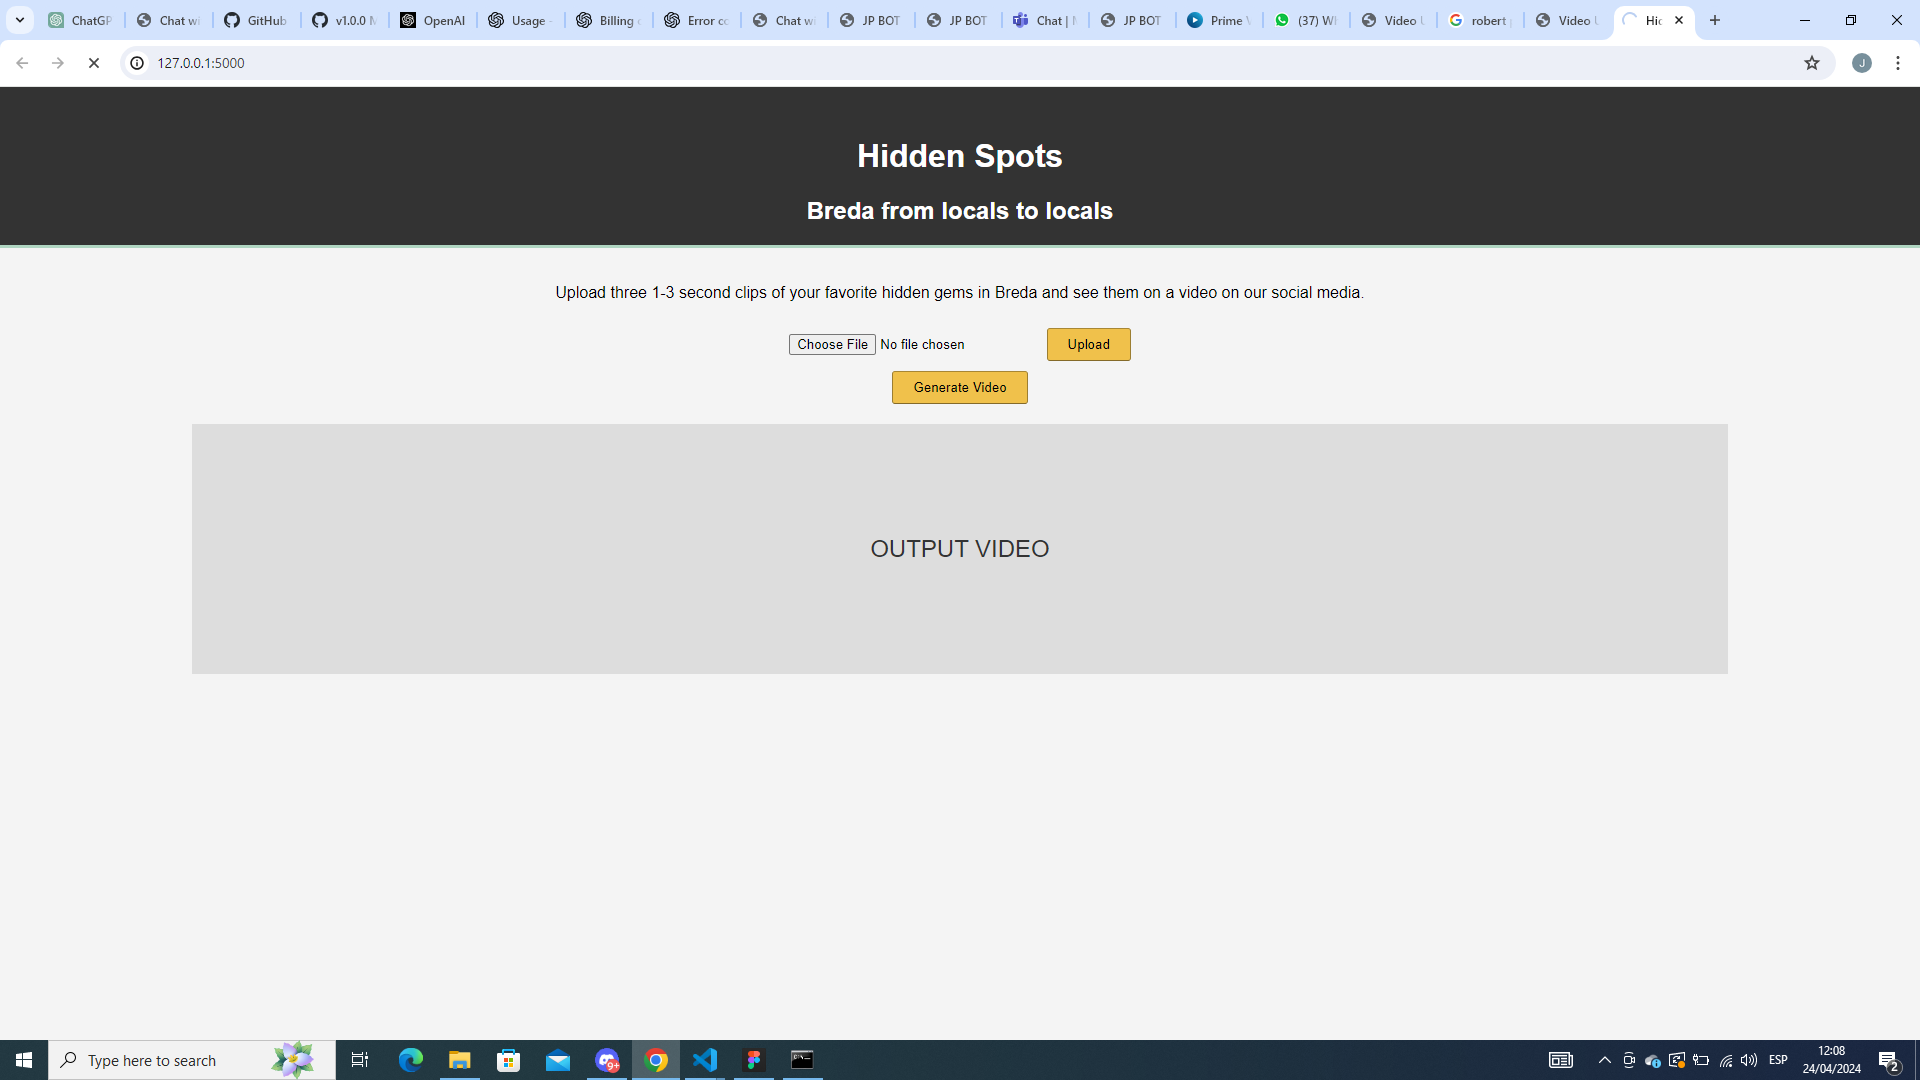 ChatGP
Chat wi
GitHub
v1.0.0 M
OpenAI
Usage -
Billing
Error co
Chat wi
JP BOT
JP BOT
Chat |
JP BOT
Prime V
(37) Wh
Video U
robert
Video U
Hid
127.0.0.1:5000
J
Hidden Spots
Breda from locals to locals
Upload three 1-3 second clips of your favorite hidden gems in Breda and see them on a video on our social media.
Choose File No file chosen Upload
Generate Video
OUTPUT VIDEO
Type here to search
9+
ESP
12:08
24/04/2024
2